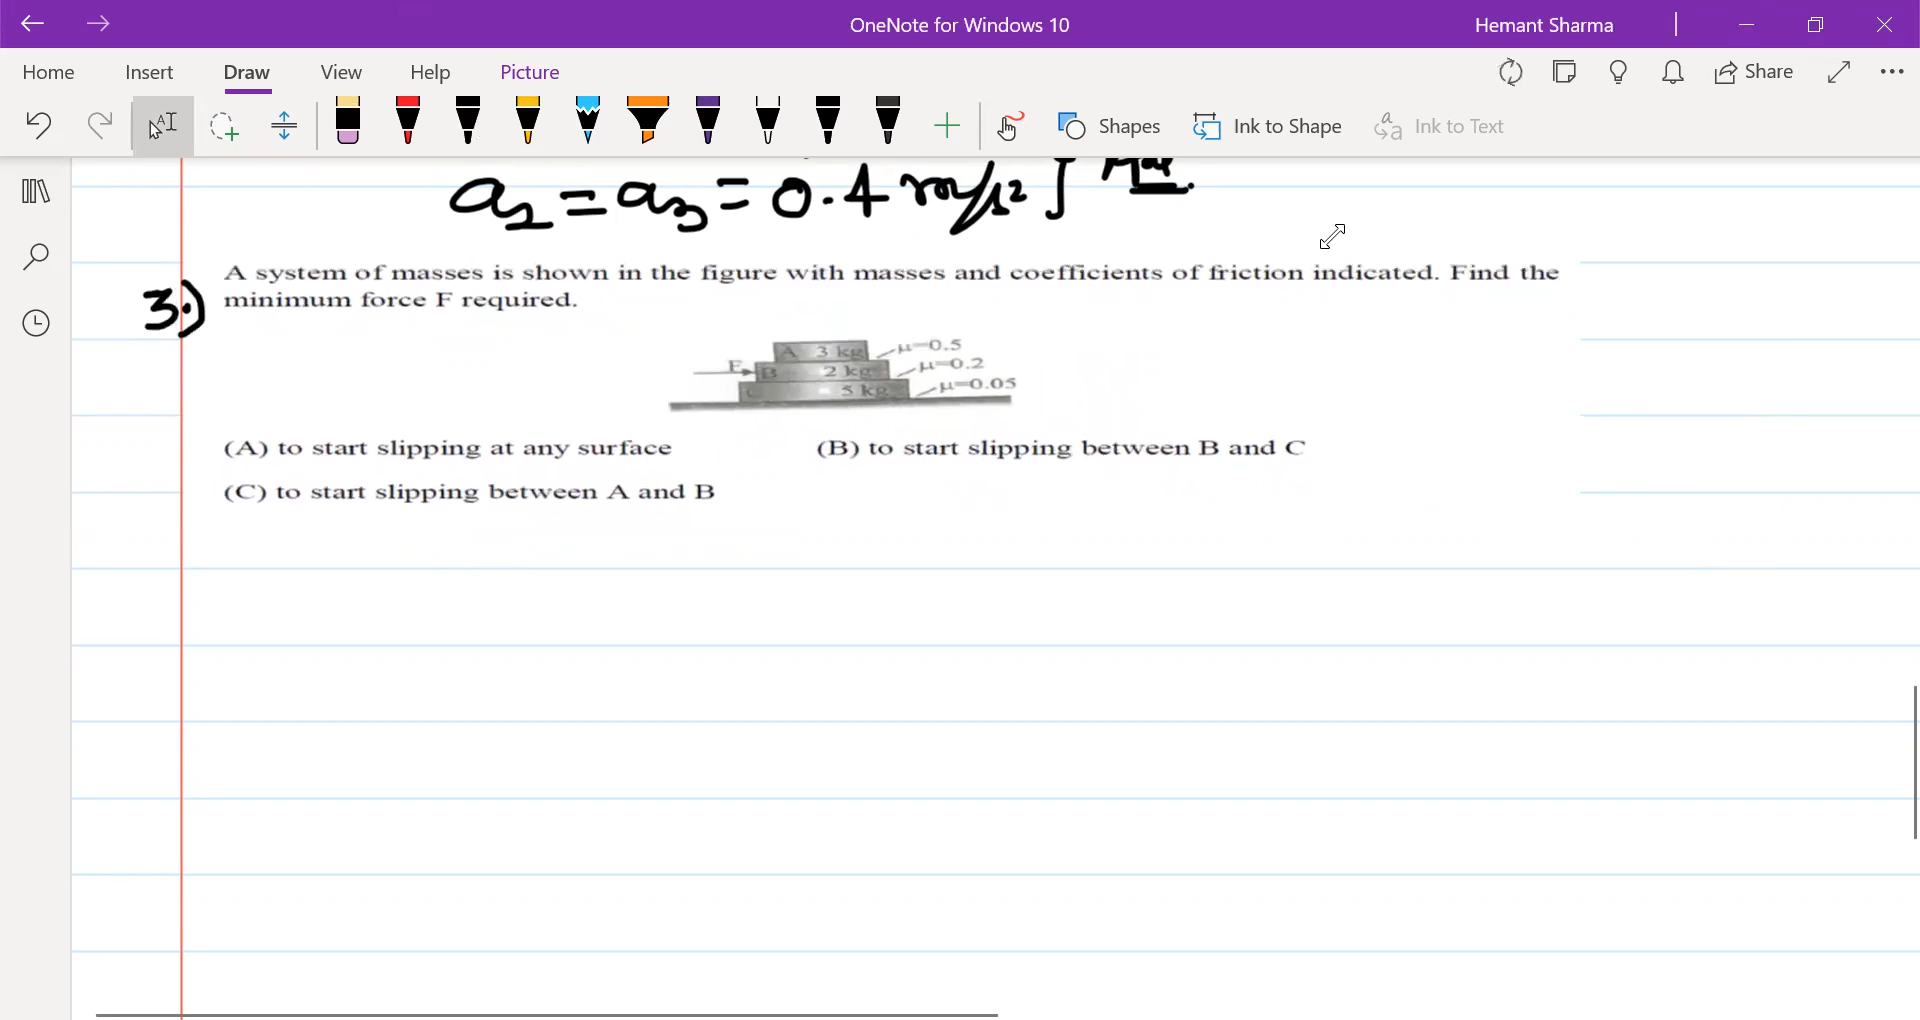 OneNote for Windows 10
Hemant Sharma
Home Insert Draw View Help Picture
Share
Shapes Ink to Shape Ink to Text
a₂ = a₃ = 0.4 m/s²
3.) A system of masses is shown in the figure with masses and coefficients of friction indicated. Find the
minimum force F required.
A 3 kg μ=0.5
F B 2 kg μ=0.2
C 5 kg μ=0.05
(A) to start slipping at any surface (B) to start slipping between B and C
(C) to start slipping between A and B